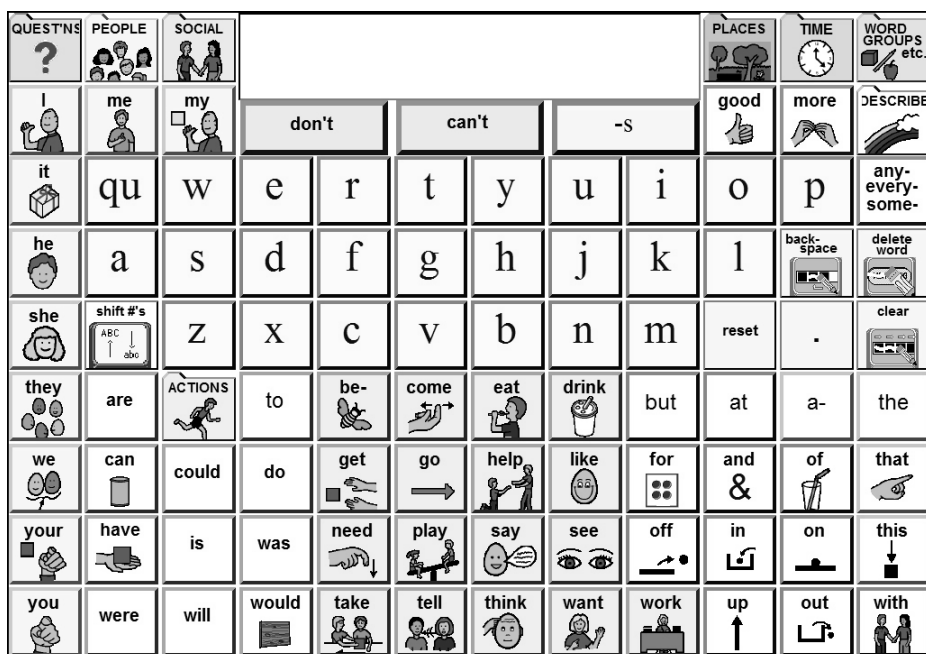 QUEST'NS PEOPLE SOCIAL PLACES TIME WORD GROUPS etc.
?
I me my don't can't -s good more DESCRIBE
it qu w e r t y u i o p any- every- some-
he a s d f g h j k l back- space delete word
she shift #'s ABC abc z x c v b n m reset . clear
they are ACTIONS to be- come eat drink but at a- the
we can could do get go help like for and & of that
your have is was need play say see off in on this
you were will would take tell think want work up out with